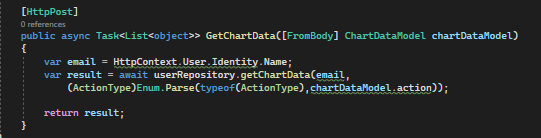 [HttpPost]
0 references
public async Task<List<object>> GetChartData([FromBody] ChartDataModel chartDataModel)
{
var email = HttpContext.User.Identity.Name;
var result = await userRepository.getChartData(email,
(ActionType)Enum.Parse(typeof(ActionType),chartDataModel.action));
return result;
}